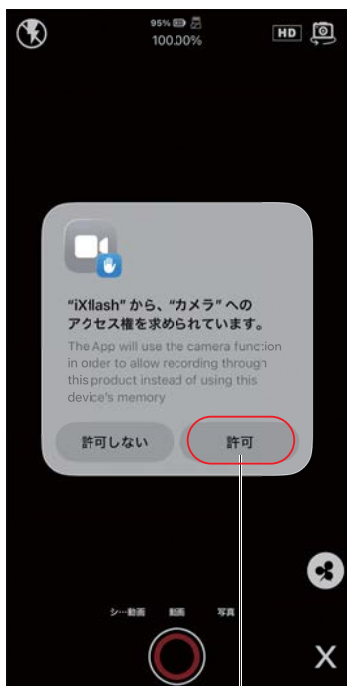 95%
100.00%
HD
"iXflash" から、"カメラ" への
アクセス権を求められています。
The App will use the camera function
in order to allow recording through
this product instead of using this
device's memory
許可しない
許可
シ…動画 動画 写真
X